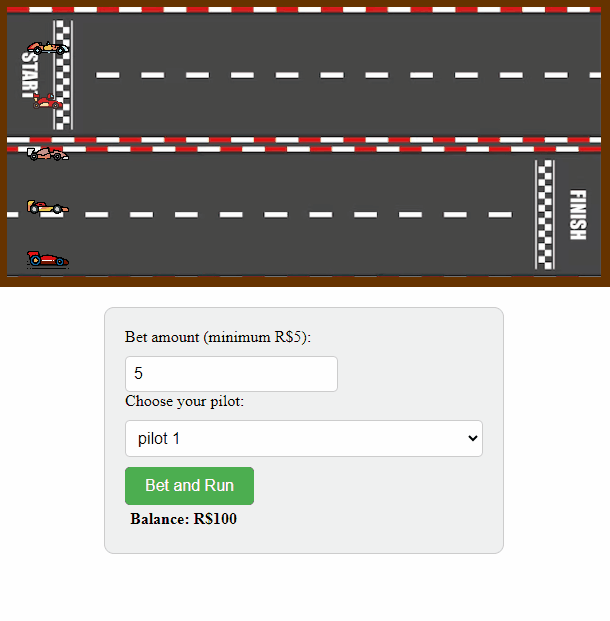 START
FINISH
Bet amount (minimum R$5):
5
Choose your pilot:
pilot 1
Bet and Run
Balance: R$100